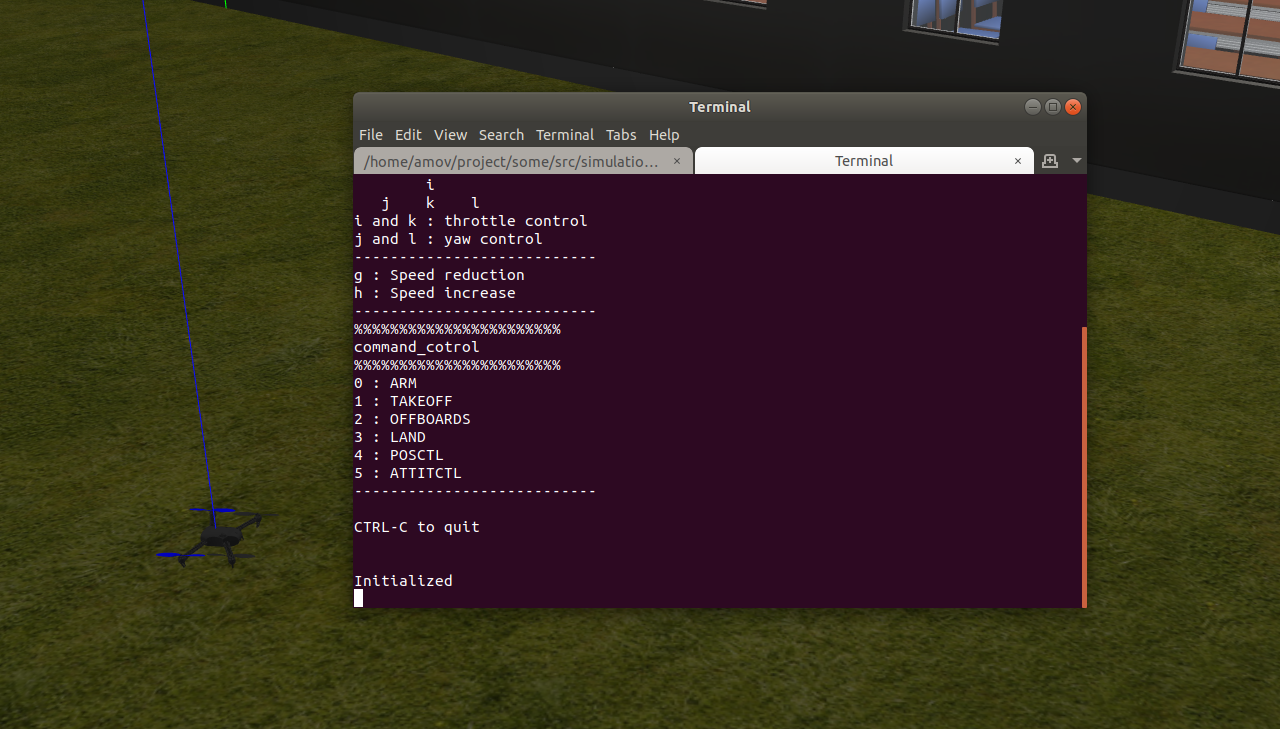 Terminal
File Edit View Search Terminal Tabs Help
/home/amov/project/some/src/simulatio... × Terminal ×
i
j k l
i and k : throttle control
j and l : yaw control
---------------------------
g : Speed reduction
h : Speed increase
---------------------------
%%%%%%%%%%%%%%%%%%%%%%%
command_cotrol
%%%%%%%%%%%%%%%%%%%%%%%
0 : ARM
1 : TAKEOFF
2 : OFFBOARDS
3 : LAND
4 : POSCTL
5 : ATTITCTL
---------------------------
CTRL-C to quit
Initialized